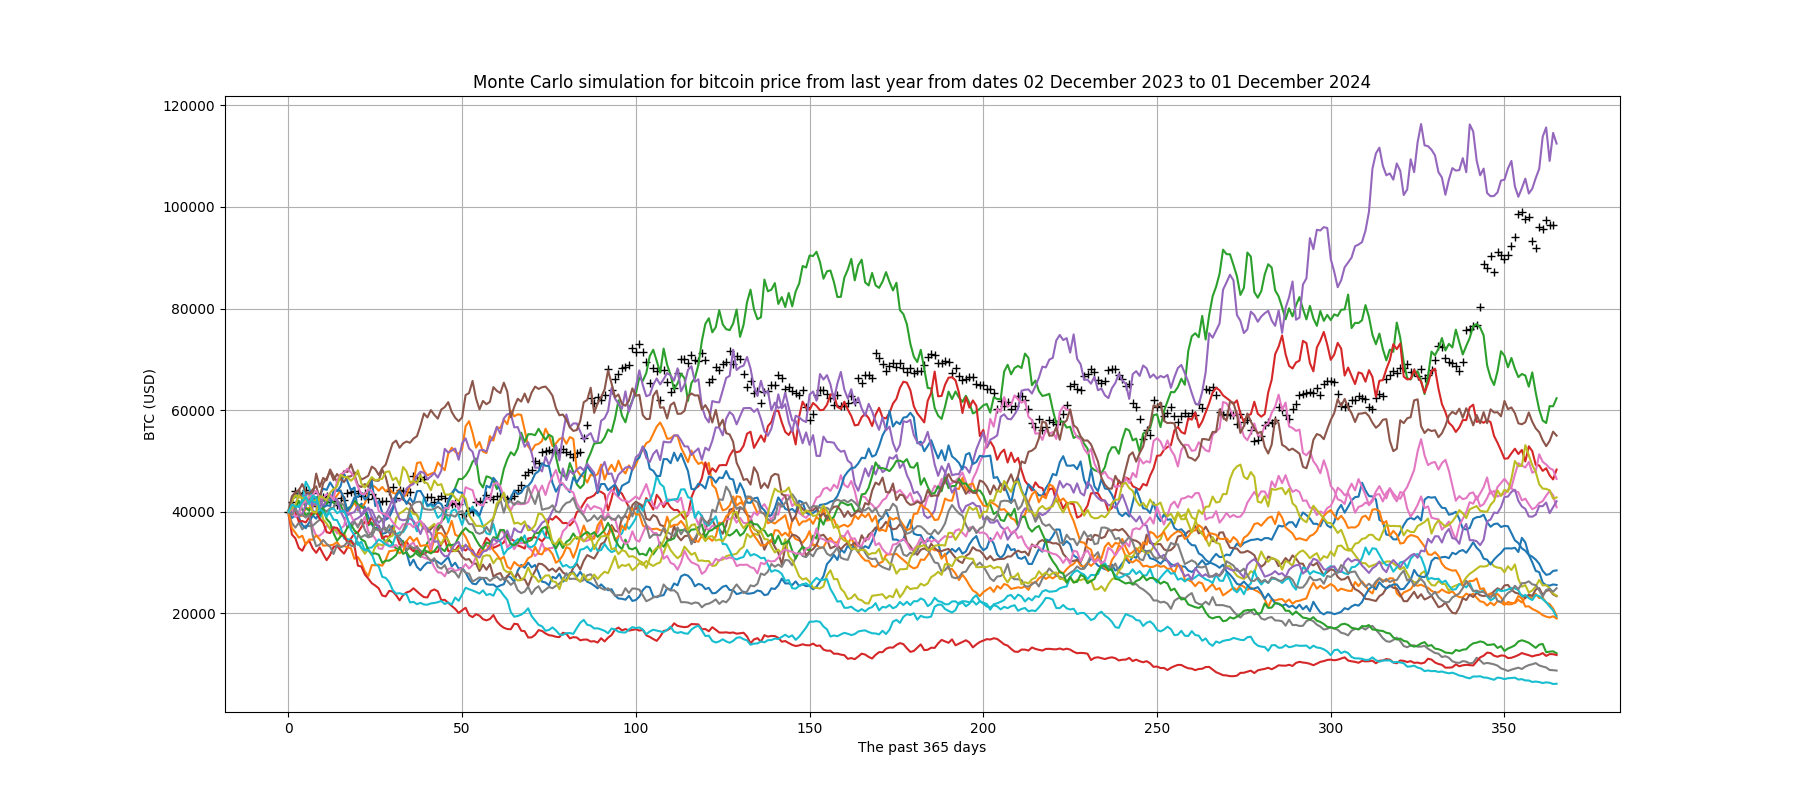 Monte Carlo simulation for bitcoin price from last year from dates 02 December 2023 to 01 December 2024
120000
100000
80000
60000
40000
20000
BTC (USD)
0 50 100 150 200 250 300 350
The past 365 days